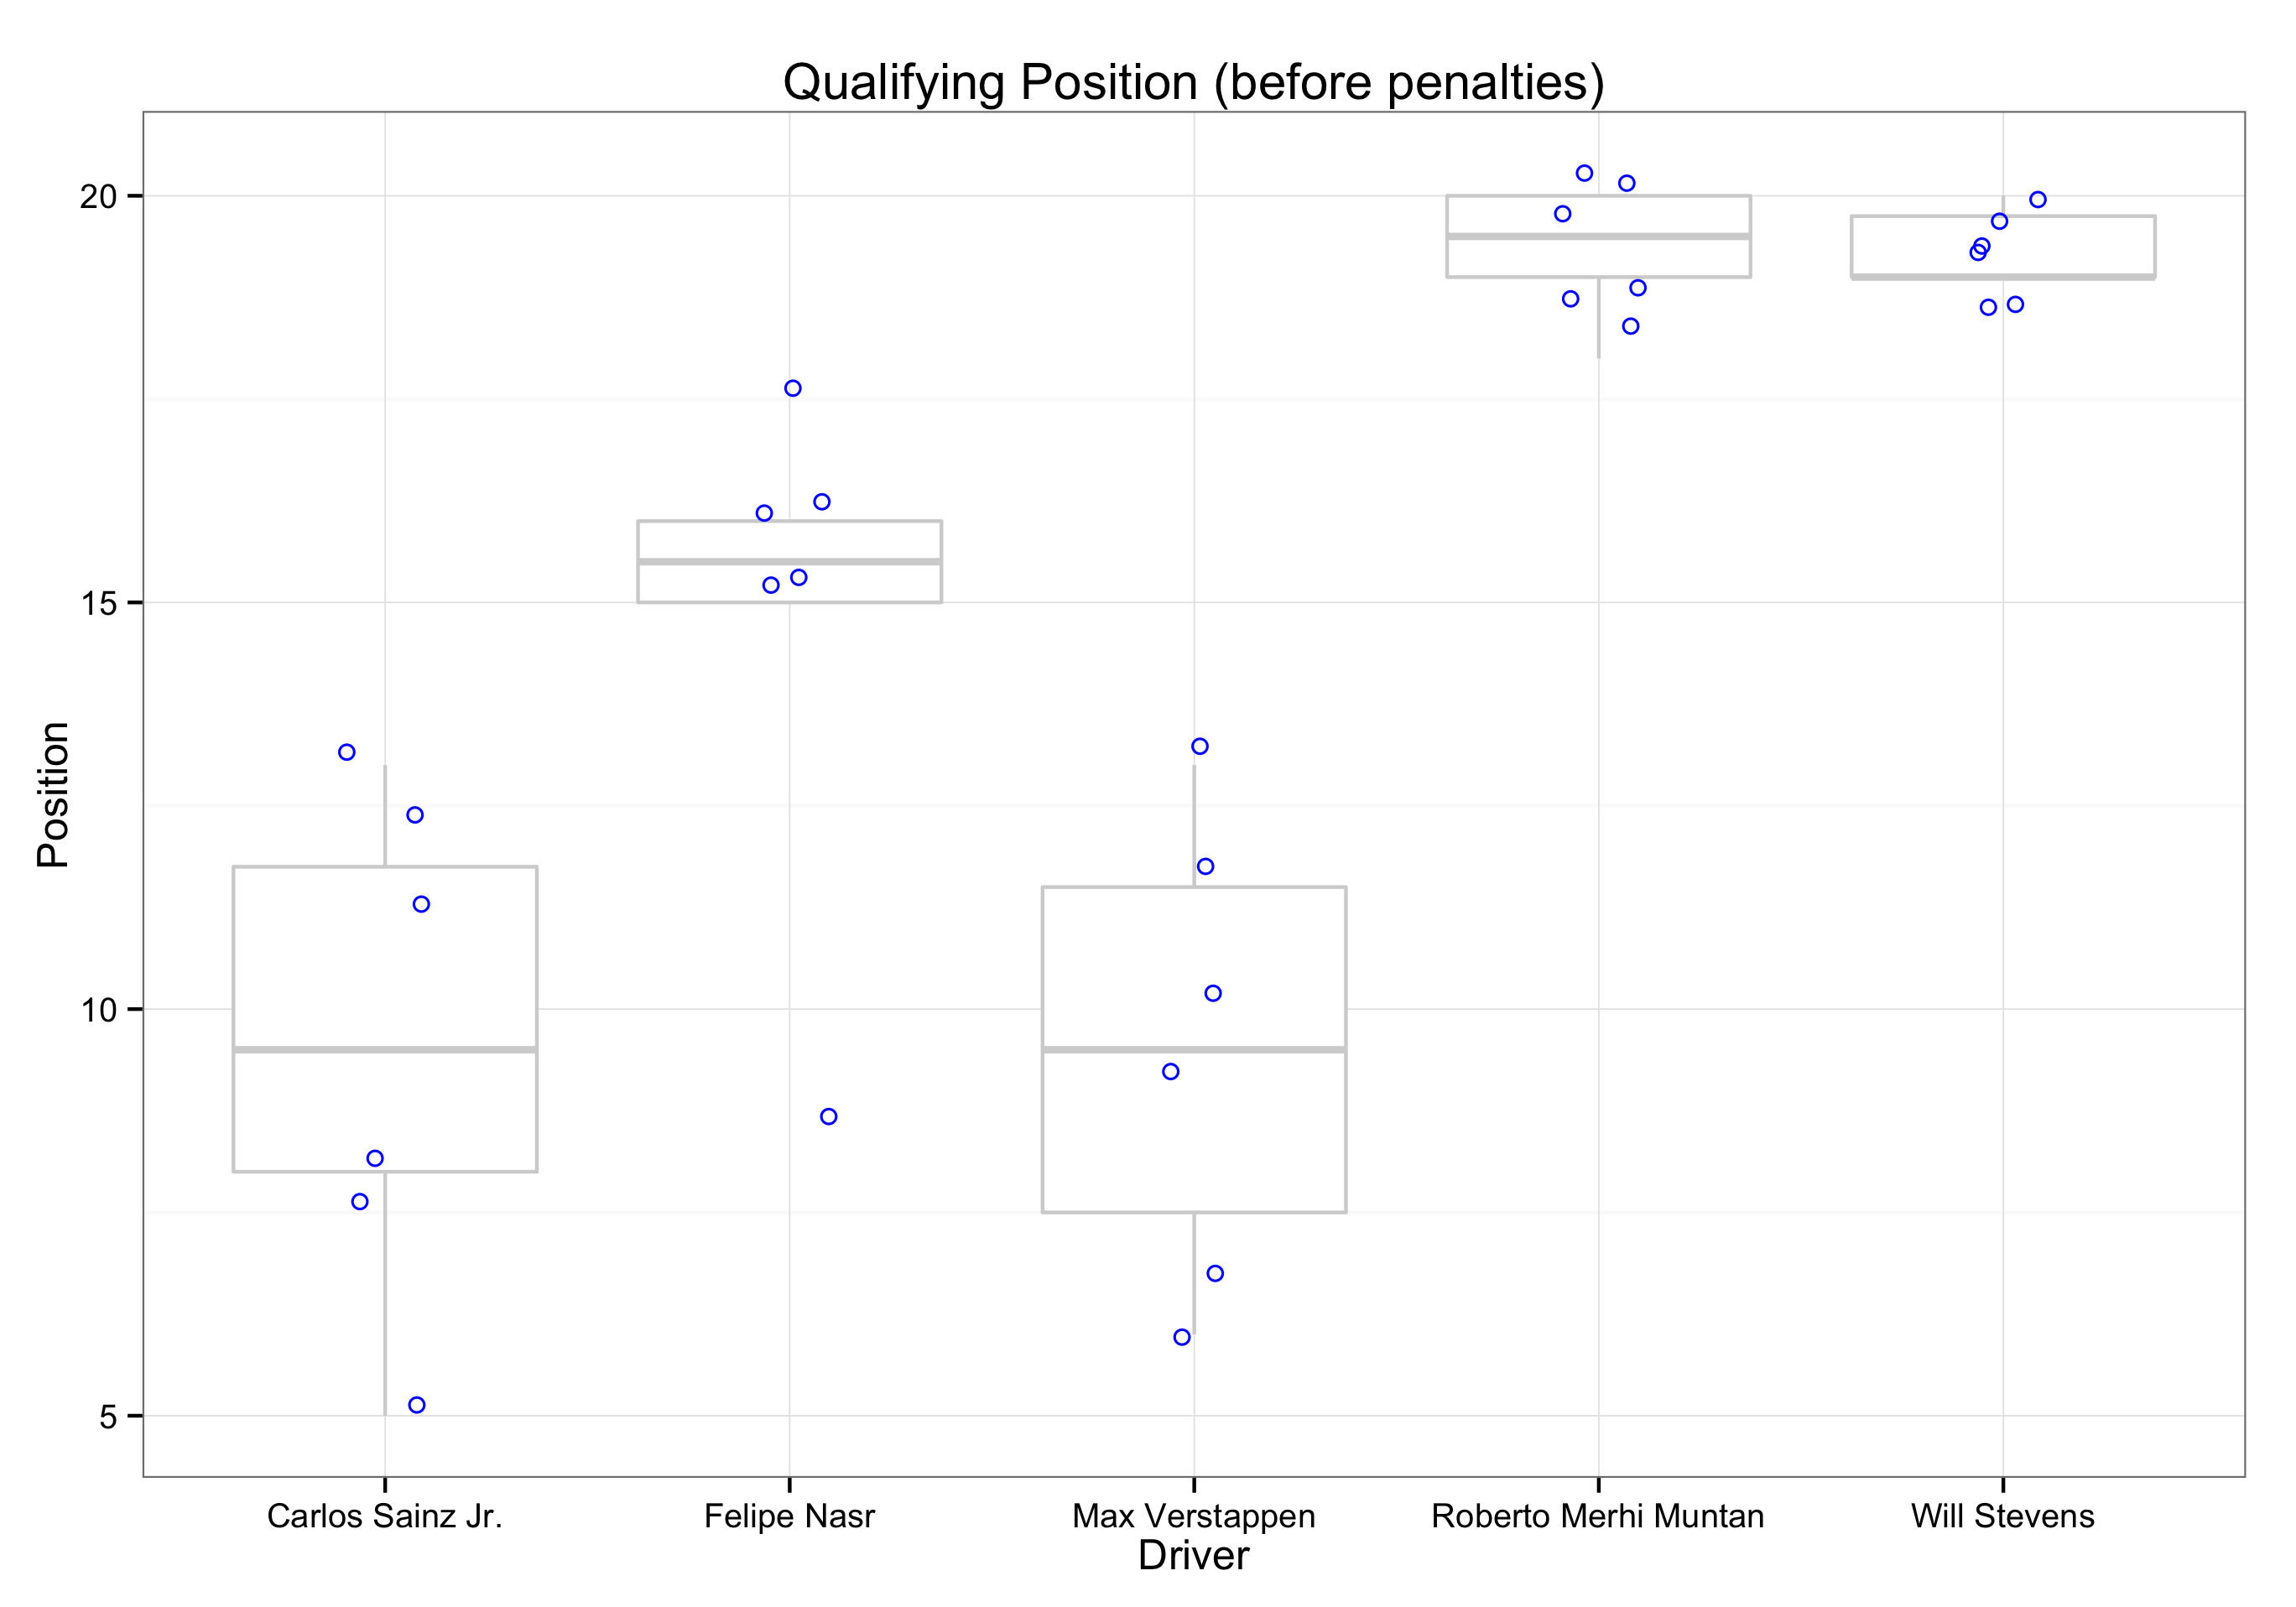 Qualifying Position (before penalties)
20
15
10
5
Position
Carlos Sainz Jr.
Felipe Nasr
Max Verstappen
Roberto Merhi Muntan
Will Stevens
Driver